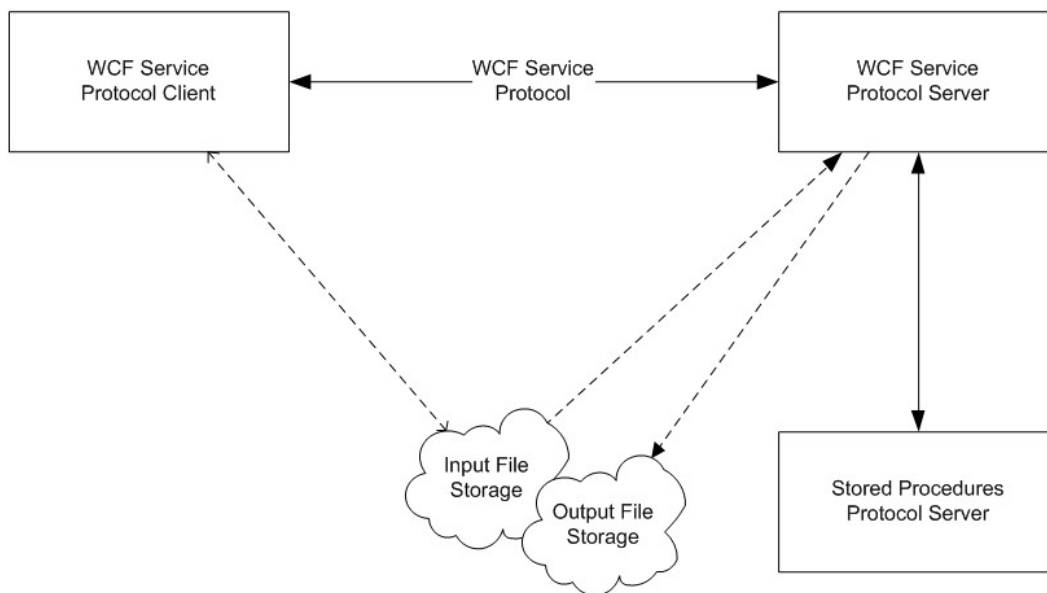 WCF Service
Protocol Client
WCF Service
Protocol
WCF Service
Protocol Server
Input File
Storage
Output File
Storage
Stored Procedures
Protocol Server